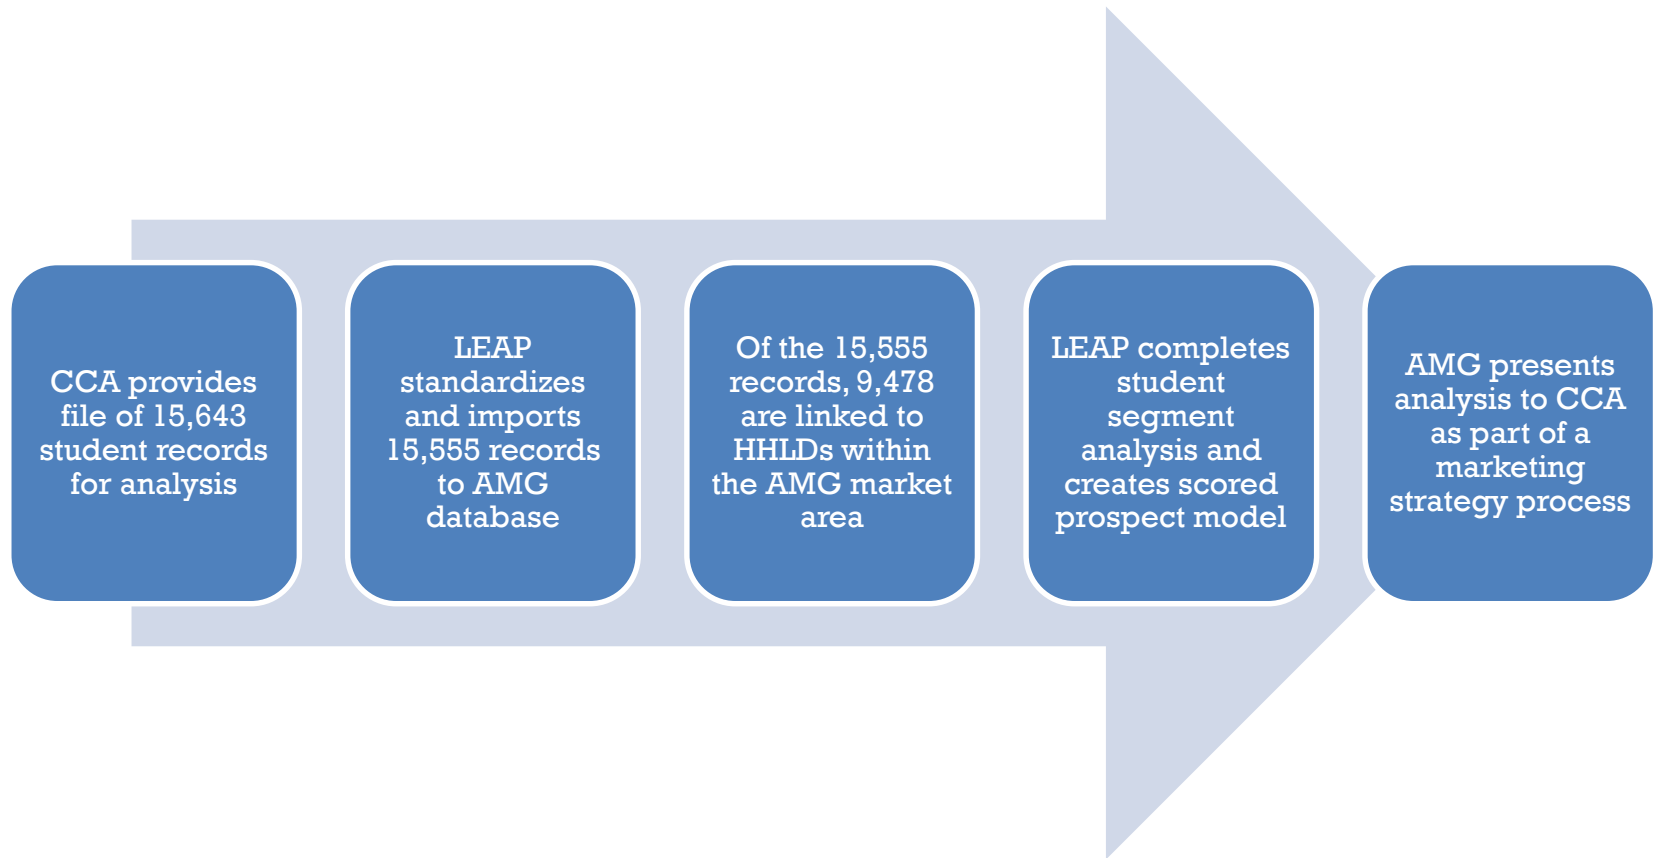 CCA provides
file of 15,643
student records
for analysis
LEAP
standardizes
and imports
15,555 records
to AMG
database
Of the 15,555
records, 9,478
are linked to
HHLDs within
the AMG market
area
LEAP completes
student
segment
analysis and
creates scored
prospect model
AMG presents
analysis to CCA
as part of a
marketing
strategy process